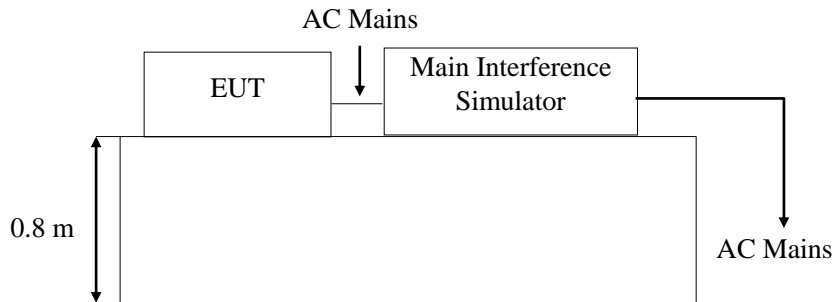 AC Mains
EUT
Main Interference
Simulator
0.8 m
AC Mains